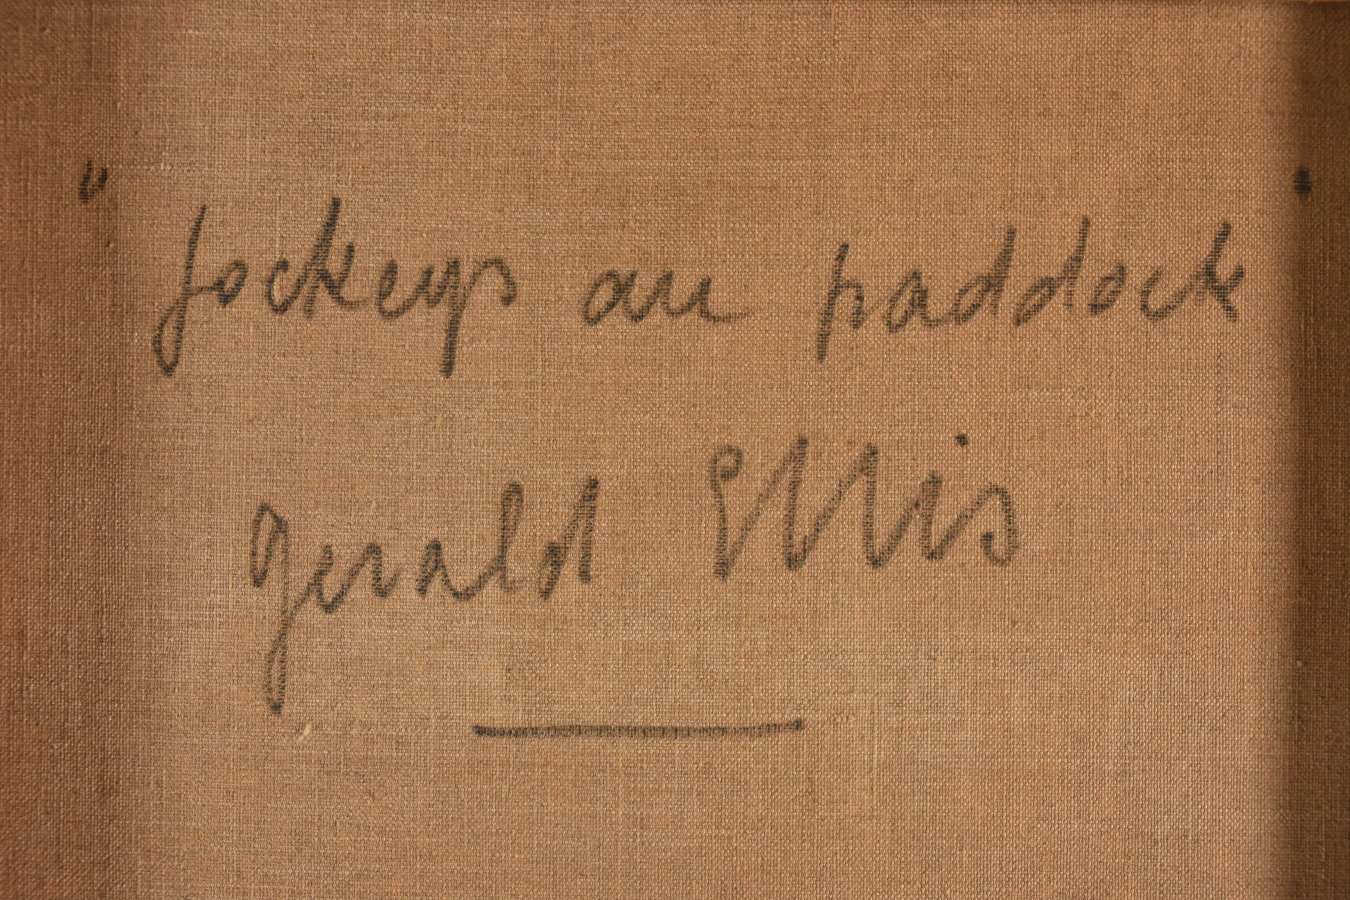 "Jockeys au paddock"
Gerald Ellis